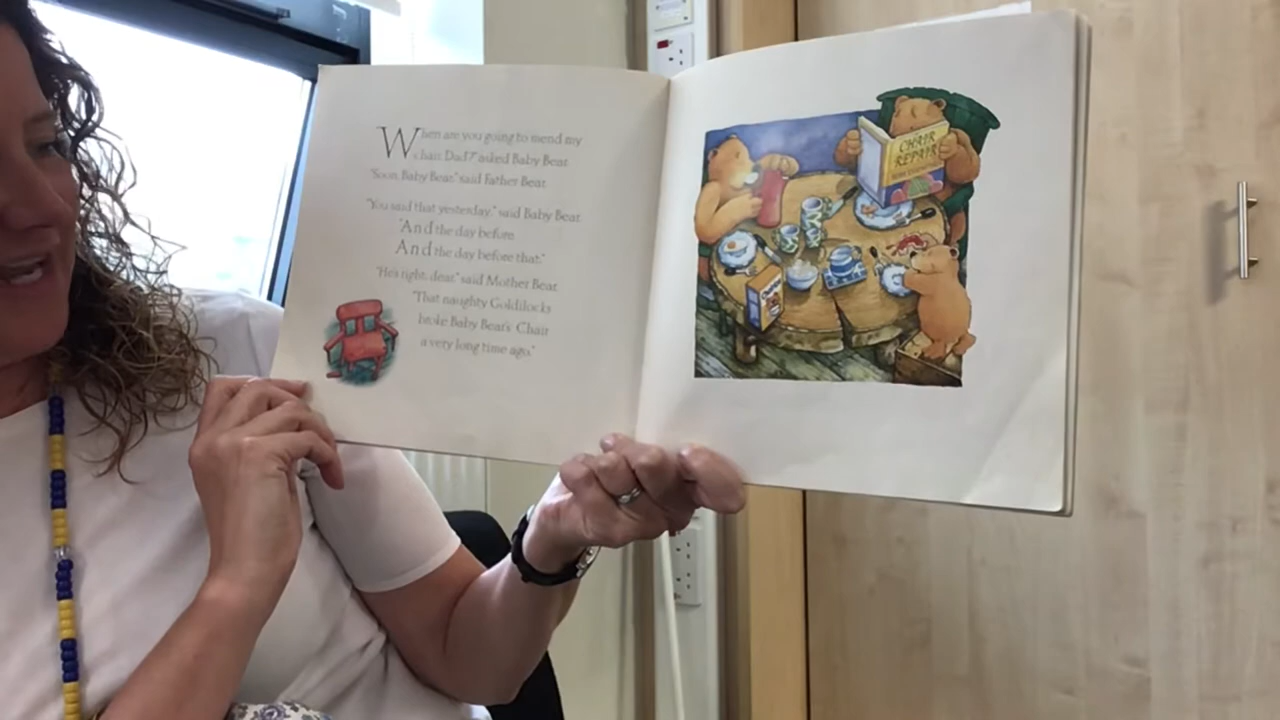 When are you going to mend my
chair, Dad?" asked Baby Bear.
"Soon, Baby Bear," said Father Bear.
"You said that yesterday," said Baby Bear.
"And the day before.
And the day before that."
"He's right, dear," said Mother Bear.
"That naughty Goldilocks
broke Baby Bear's Chair
a very long time ago."
CHAIR
REPAIR